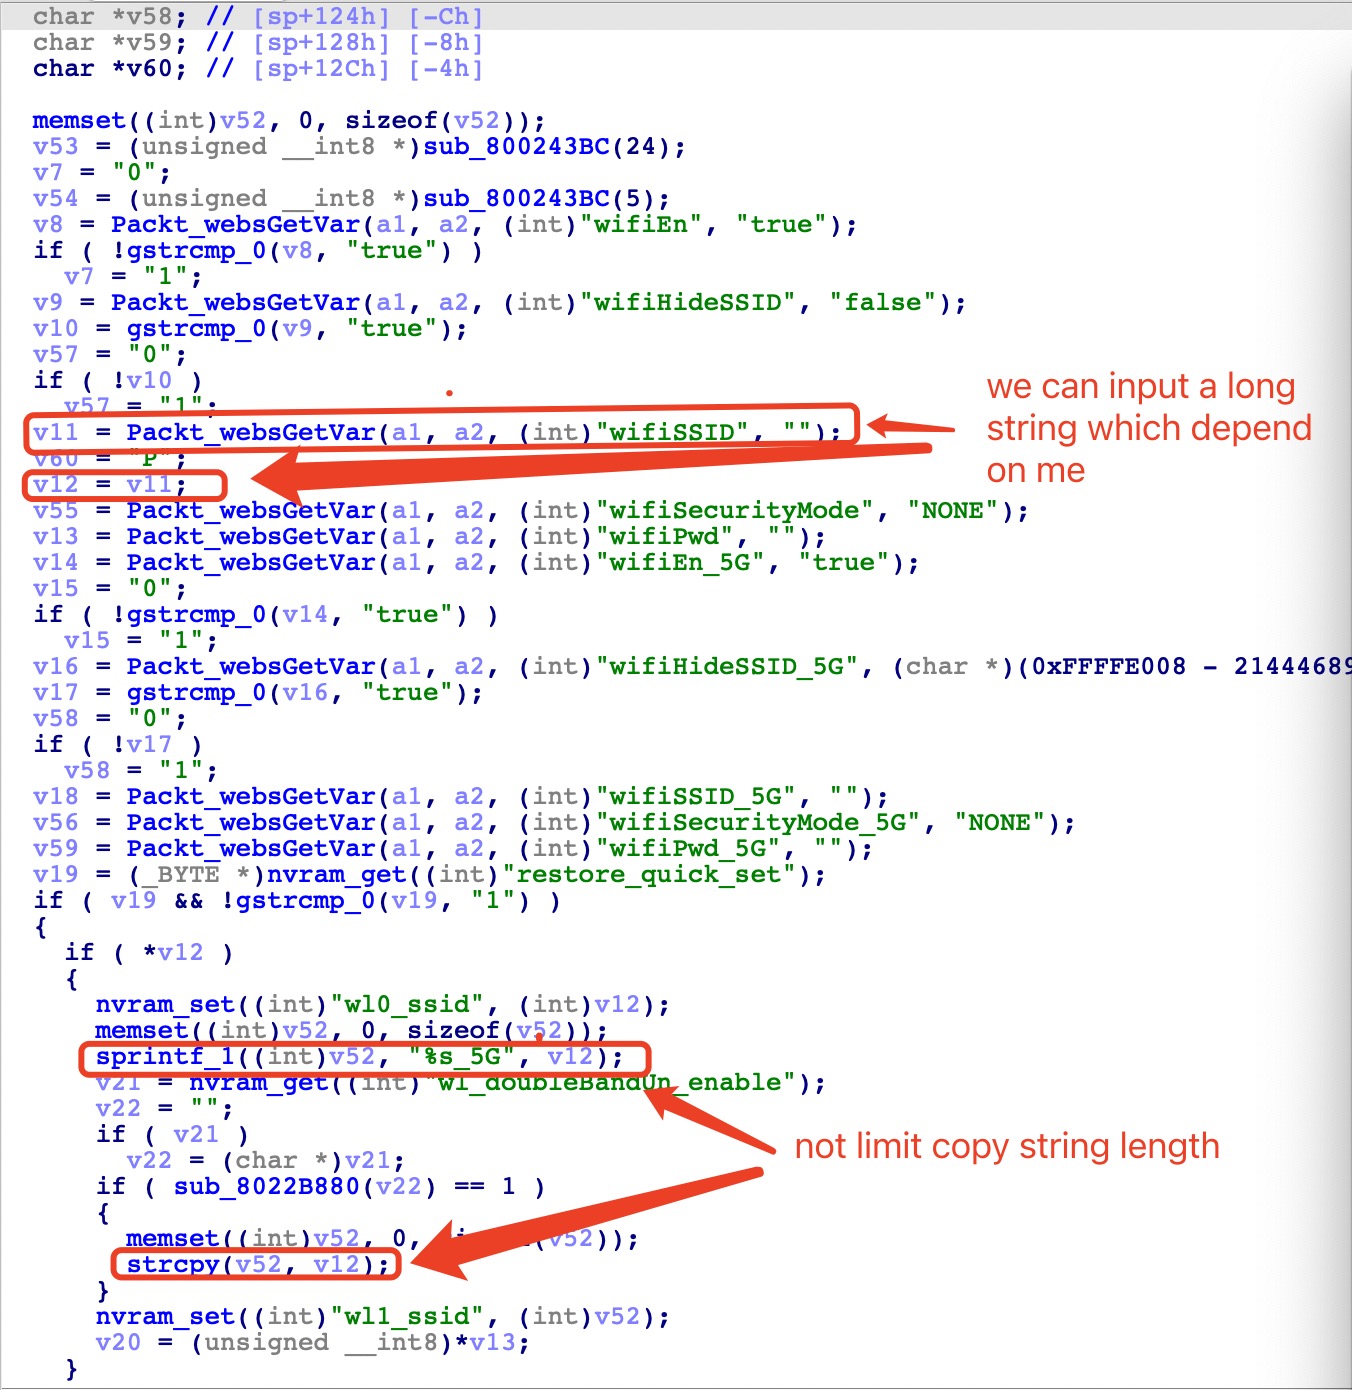 char *v58; // [sp+124h] [-Ch]
char *v59; // [sp+128h] [-8h]
char *v60; // [sp+12Ch] [-4h]
memset((int)v52, 0, sizeof(v52));
v53 = (unsigned __int8 *)sub_800243BC(24);
v7 = "0";
v54 = (unsigned __int8 *)sub_800243BC(5);
v8 = Packt_websGetVar(a1, a2, (int)"wifiEn", "true");
if ( !gstrcmp_0(v8, "true") )
v7 = "1";
v9 = Packt_websGetVar(a1, a2, (int)"wifiHideSSID", "false");
v10 = gstrcmp_0(v9, "true");
v57 = "0";
if ( !v10 )
v57 = "1";
v11 = Packt_websGetVar(a1, a2, (int)"wifiSSID", "");
v60 = "P";
v12 = v11;
we can input a long
string which depend
on me
v55 = Packt_websGetVar(a1, a2, (int)"wifiSecurityMode", "NONE");
v13 = Packt_websGetVar(a1, a2, (int)"wifiPwd", "");
v14 = Packt_websGetVar(a1, a2, (int)"wifiEn_5G", "true");
v15 = "0";
if ( !gstrcmp_0(v14, "true") )
v15 = "1";
v16 = Packt_websGetVar(a1, a2, (int)"wifiHideSSID_5G", (char *)(0xFFFFE008 - 21444689
v17 = gstrcmp_0(v16, "true");
v58 = "0";
if ( !v17 )
v58 = "1";
v18 = Packt_websGetVar(a1, a2, (int)"wifiSSID_5G", "");
v56 = Packt_websGetVar(a1, a2, (int)"wifiSecurityMode_5G", "NONE");
v59 = Packt_websGetVar(a1, a2, (int)"wifiPwd_5G", "");
v19 = (_BYTE *)nvram_get((int)"restore_quick_set");
if ( v19 && !gstrcmp_0(v19, "1") )
{
if ( *v12 )
{
nvram_set((int)"wl0_ssid", (int)v12);
memset((int)v52, 0, sizeof(v52));
sprintf_1((int)v52, "%s_5G", v12);
v21 = nvram_get((int)"wl_doubleBandUn_enable");
v22 = "";
if ( v21 )
v22 = (char *)v21;
not limit copy string length
if ( sub_8022B880(v22) == 1 )
{
memset((int)v52, 0, (v52));
strcpy(v52, v12);
}
nvram_set((int)"wl1_ssid", (int)v52);
v20 = (unsigned __int8)*v13;
}